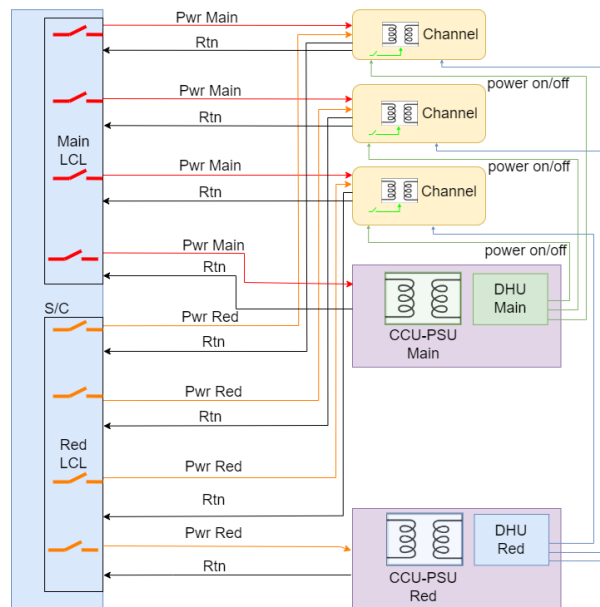 Pwr Main
Channel
Rtn
power on/off
Pwr Main
Channel
Rtn
Main
LCL
power on/off
Pwr Main
Channel
Rtn
Pwr Main
power on/off
Rtn
DHU
Main
S/C
Pwr Red
CCU-PSU
Main
Rtn
Pwr Red
Rtn
Red
LCL
Pwr Red
Rtn
Pwr Red
DHU
Red
Rtn
CCU-PSU
Red